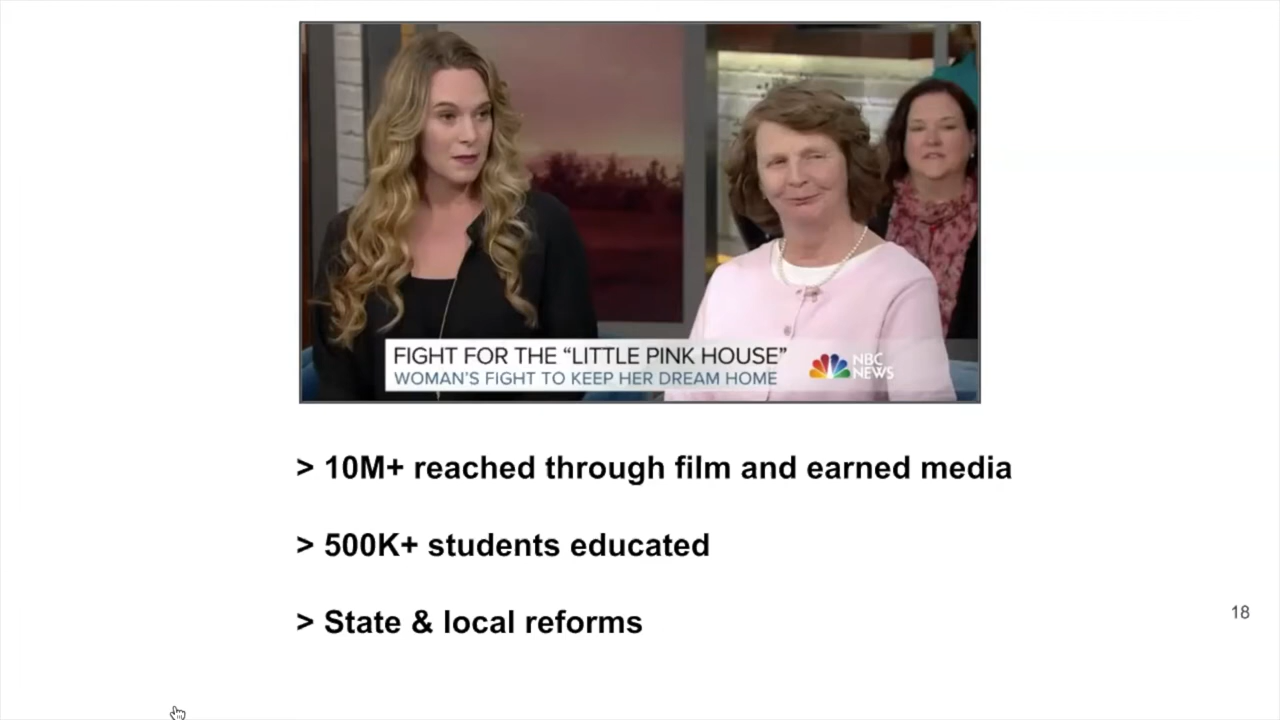 FIGHT FOR THE “LITTLE PINK HOUSE”
WOMAN’S FIGHT TO KEEP HER DREAM HOME
NBC
NEWS
> 10M+ reached through film and earned media
> 500K+ students educated
> State & local reforms
18